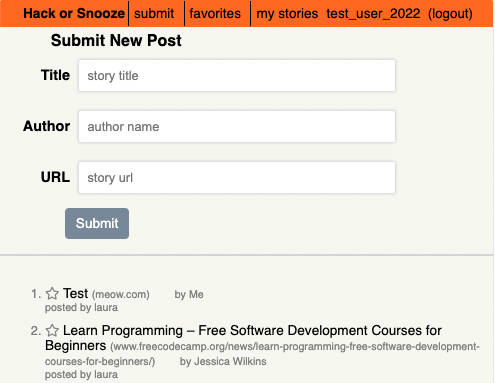 Hack or Snooze submit favorites my stories test_user_2022 (logout)
Submit New Post
Title story title
Author author name
URL story url
Submit
1. Test (meow.com) by Me
posted by laura
2. Learn Programming – Free Software Development Courses for
Beginners (www.freecodecamp.org/news/learn-programming-free-software-development-
courses-for-beginners/) by Jessica Wilkins
posted by laura